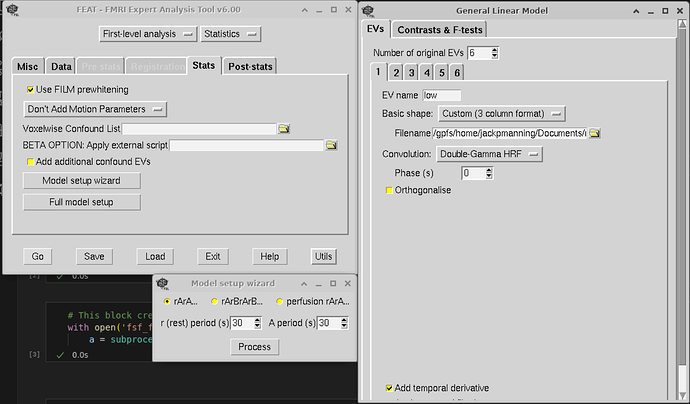 FEAT - FMRI Expert Analysis Tool v6.00
First-level analysis
Statistics
Misc
Data
Pre-stats
Registration
Stats
Post-stats
Use FILM prewhitening
Don't Add Motion Parameters
Voxelwise Confound List
BETA OPTION: Apply external script
Add additional confound EVs
Model setup wizard
Full model setup
Go
Save
Load
Exit
Help
Utils
0.0s
# This block cre
with open('fsf_f
a = subproce
[3]
0.0s
Model setup wizard
rArA...
rArBrArB...
perfusion rArA...
r (rest) period (s) 30
A period (s) 30
Process
General Linear Model
EVs
Contrasts & F-tests
Number of original EVs 6
1
2
3
4
5
6
EV name low
Basic shape: Custom (3 column format)
Filename /gpfs/home/jackpmanning/Documents/
Convolution: Double-Gamma HRF
Phase (s) 0
Orthogonalise
Add temporal derivative